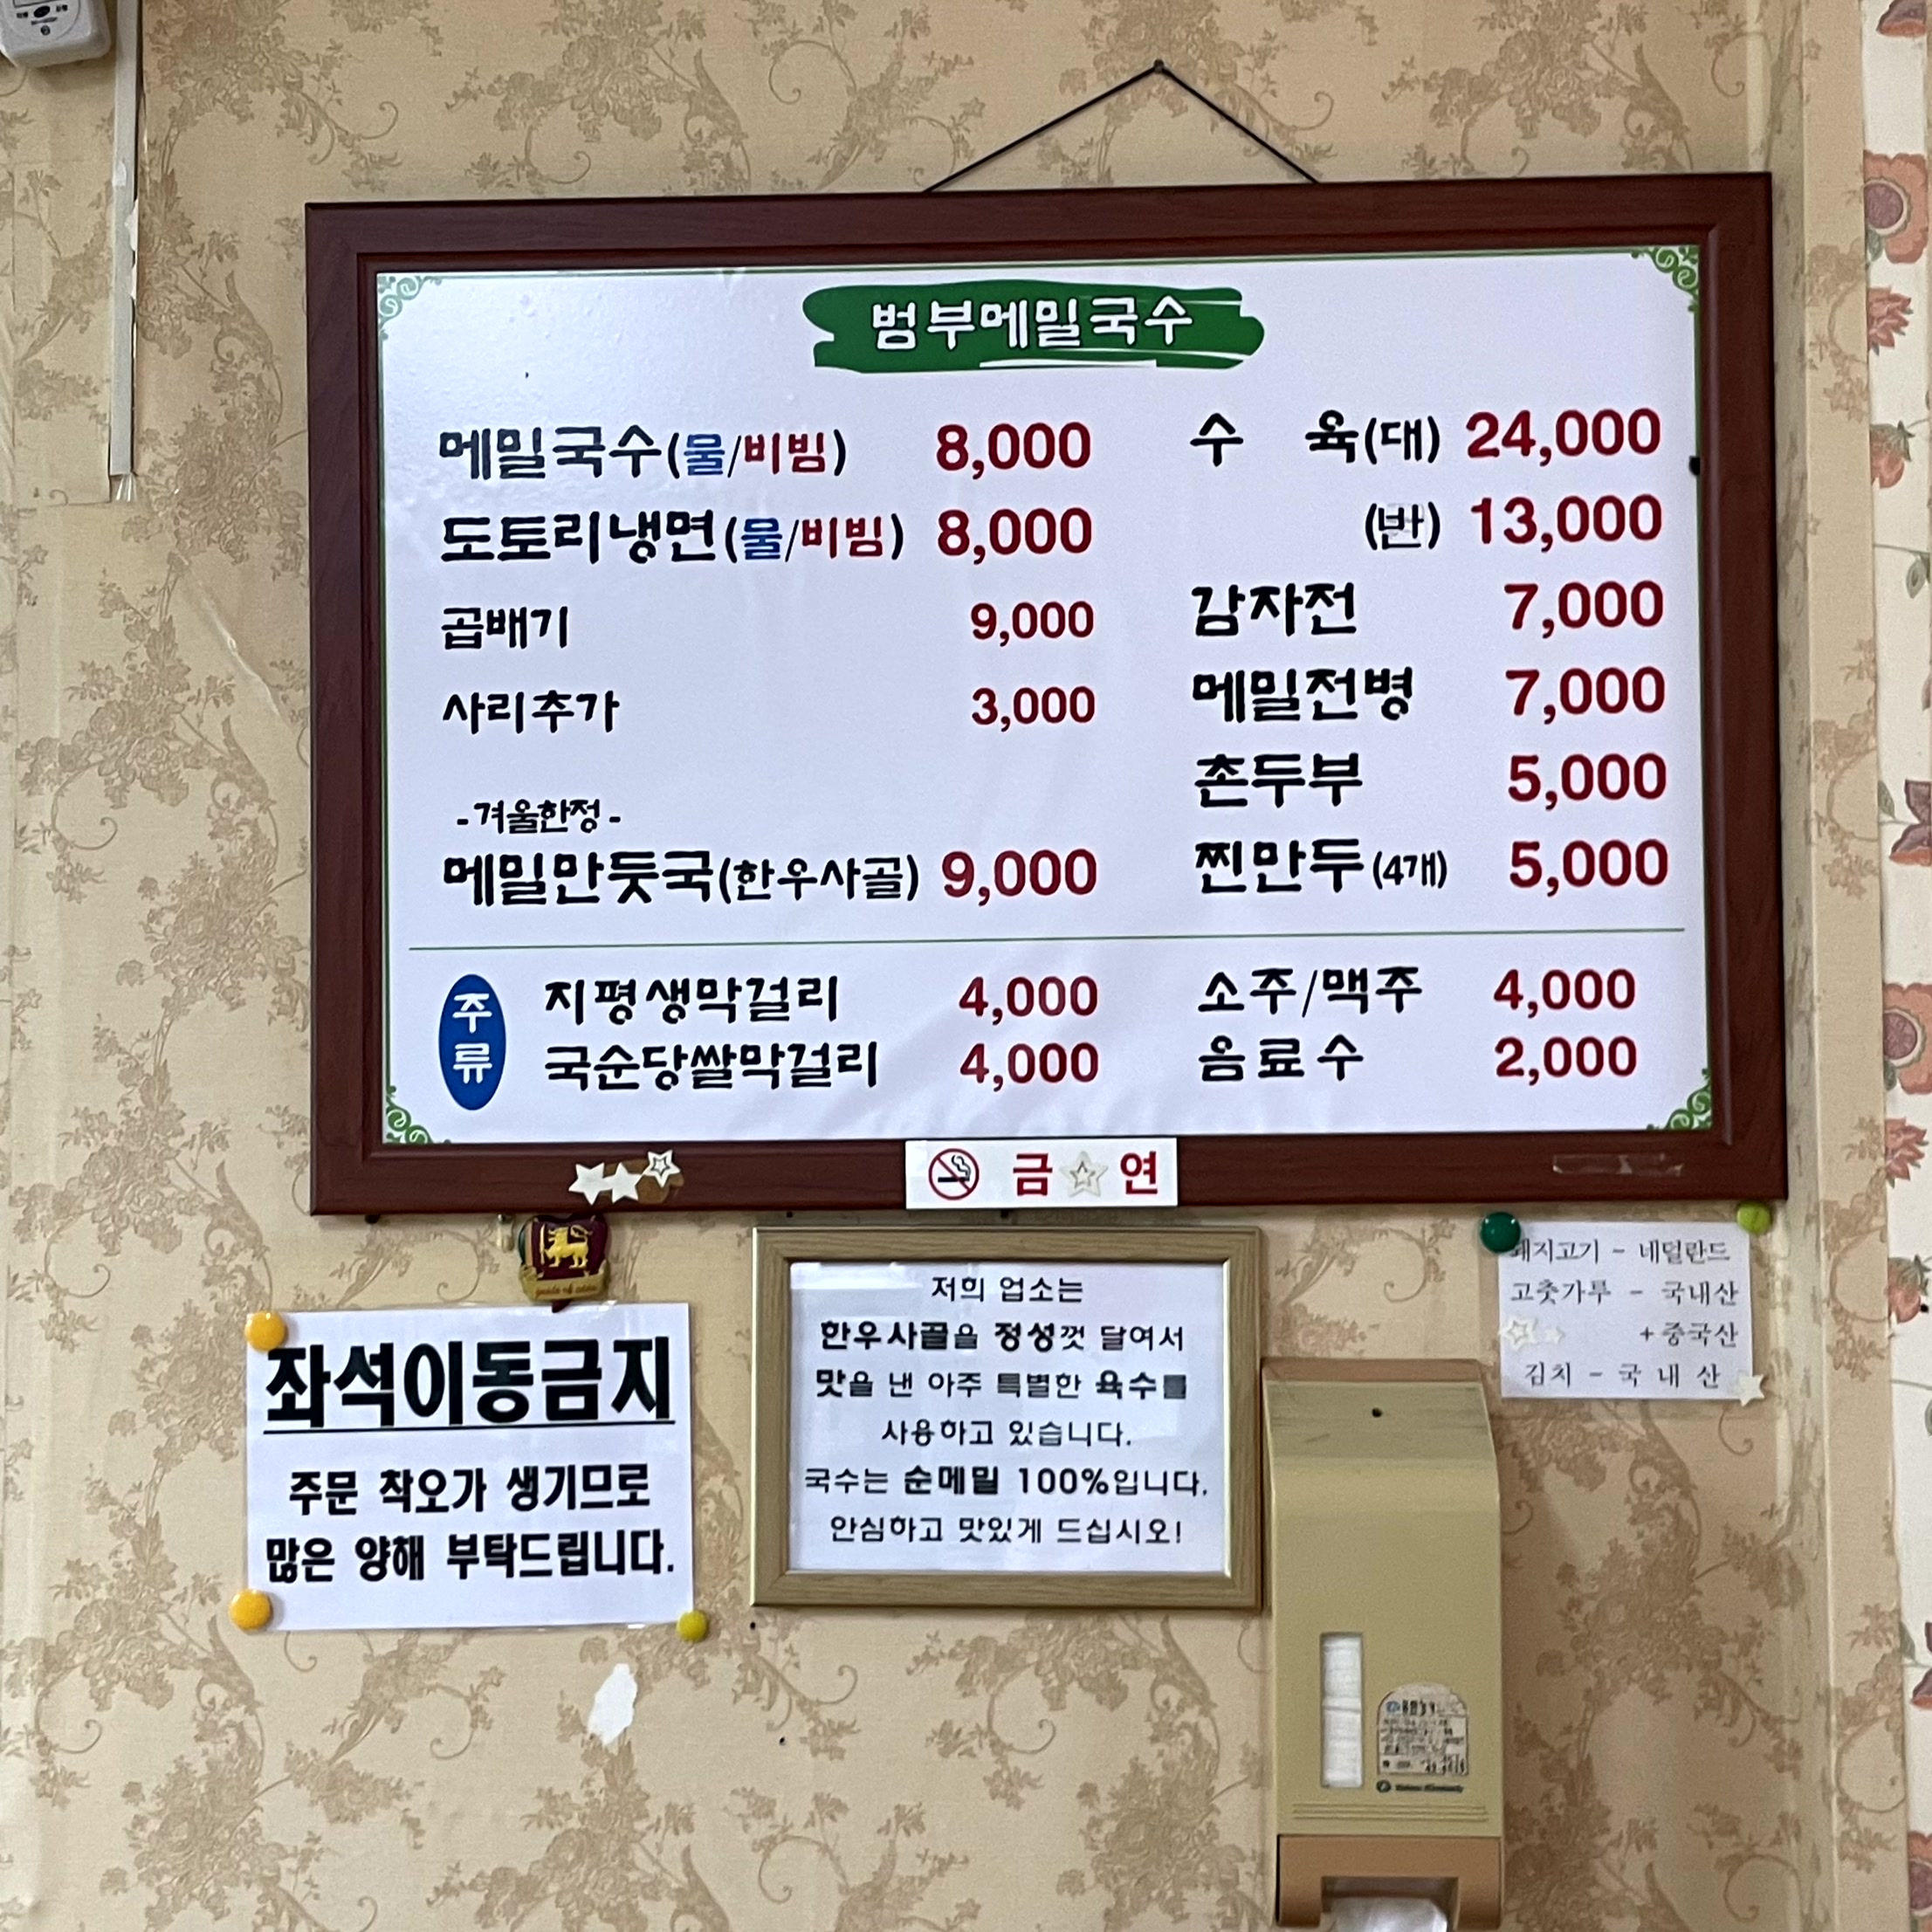 범부메밀국수
메밀국수(물/비빔) 8,000
도토리냉면(물/비빔) 8,000
곱배기 9,000
사리추가 3,000
-겨울한정-
메밀만듯국(한우사골) 9,000
수 육(대) 24,000
(반) 13,000
감자전 7,000
메밀전병 7,000
촌두부 5,000
찐만두(4개) 5,000
주류
지평생막걸리 4,000
국순당쌀막걸리 4,000
소주/맥주 4,000
음료수 2,000
금 연
좌석이동금지
주문 착오가 생기므로
많은 양해 부탁드립니다.
저희 업소는
한우사골을 정성껏 달여서
맛을 낸 아주 특별한 육수를
사용하고 있습니다.
국수는 순메밀 100%입니다.
안심하고 맛있게 드십시오!
돼지고기 - 네덜란드
고춧가루 - 국내산
+ 중국산
김치 - 국 내 산